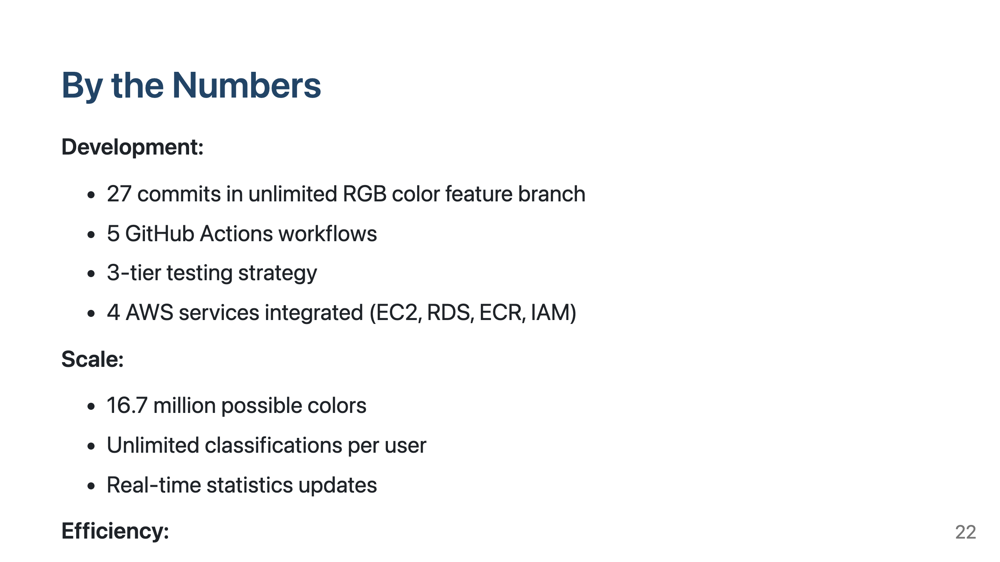 By the Numbers
Development:
• 27 commits in unlimited RGB color feature branch
• 5 GitHub Actions workflows
• 3-tier testing strategy
• 4 AWS services integrated (EC2, RDS, ECR, IAM)
Scale:
• 16.7 million possible colors
• Unlimited classifications per user
• Real-time statistics updates
Efficiency:
22